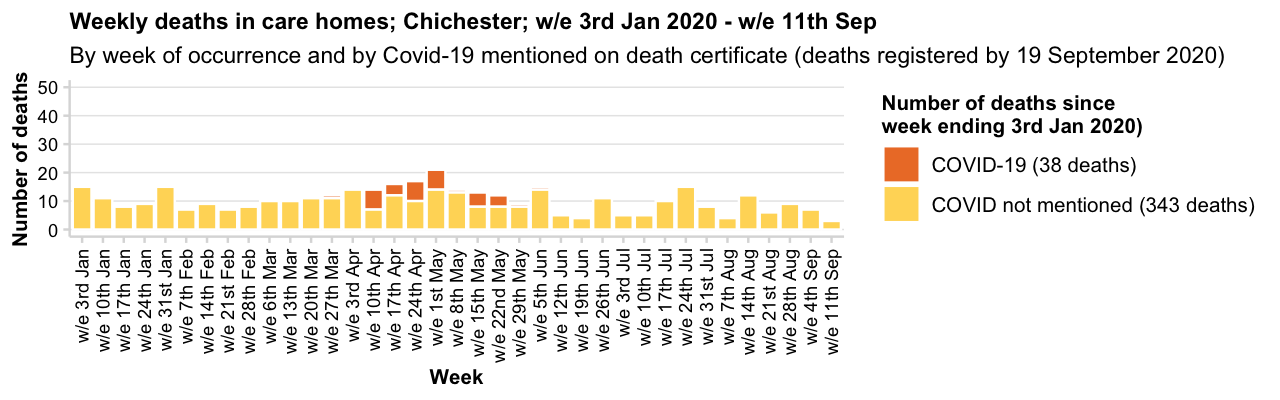 Weekly deaths in care homes; Chichester; w/e 3rd Jan 2020 - w/e 11th Sep
By week of occurrence and by Covid-19 mentioned on death certificate (deaths registered by 19 September 2020)
Number of deaths
50
40
30
20
10
0
w/e 3rd Jan
w/e 10th Jan
w/e 17th Jan
w/e 24th Jan
w/e 31st Jan
w/e 7th Feb
w/e 14th Feb
w/e 21st Feb
w/e 28th Feb
w/e 6th Mar
w/e 13th Mar
w/e 20th Mar
w/e 27th Mar
w/e 3rd Apr
w/e 10th Apr
w/e 17th Apr
w/e 24th Apr
w/e 1st May
w/e 8th May
w/e 15th May
w/e 22nd May
w/e 29th May
w/e 5th Jun
w/e 12th Jun
w/e 19th Jun
w/e 26th Jun
w/e 3rd Jul
w/e 10th Jul
w/e 17th Jul
w/e 24th Jul
w/e 31st Jul
w/e 7th Aug
w/e 14th Aug
w/e 21st Aug
w/e 28th Aug
w/e 4th Sep
w/e 11th Sep
Week
Number of deaths since
week ending 3rd Jan 2020)
COVID-19 (38 deaths)
COVID not mentioned (343 deaths)